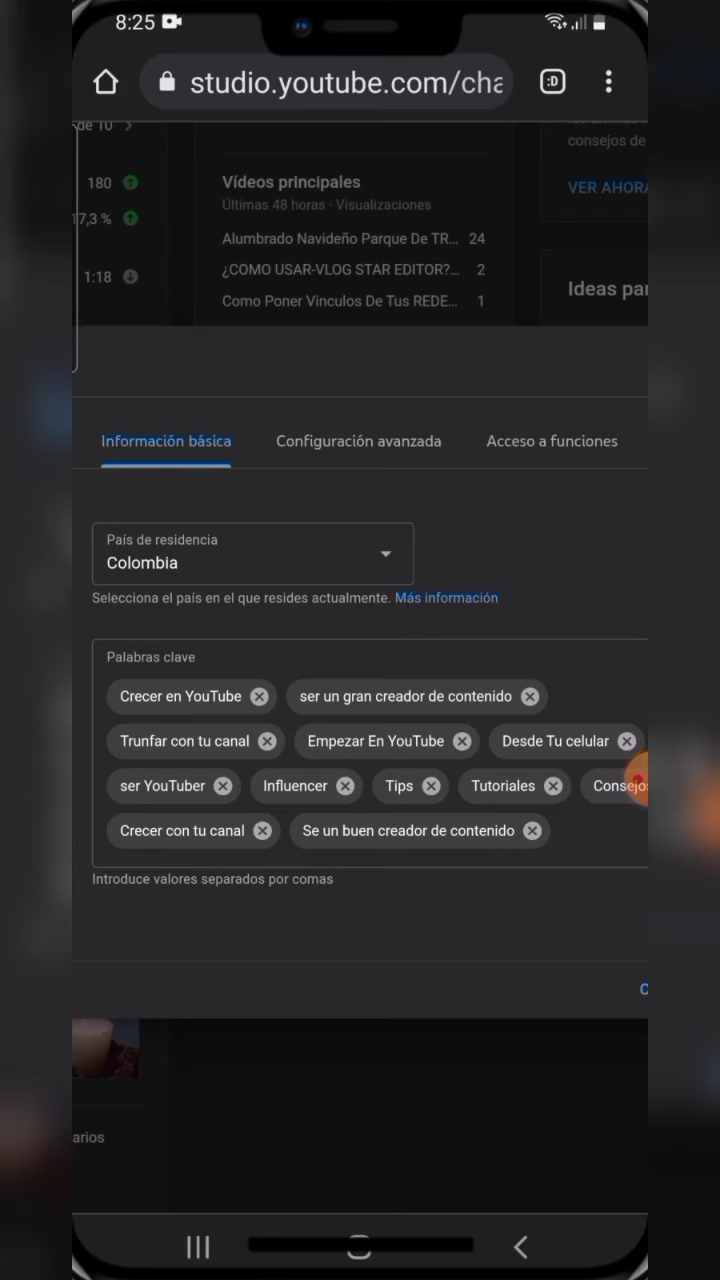 8:25
studio.youtube.com/cha
:D
de 10
180
17,3 %
1:18
Vídeos principales
Últimas 48 horas · Visualizaciones
Alumbrado Navideño Parque De TR... 24
¿COMO USAR-VLOG STAR EDITOR?... 2
Como Poner Vinculos De Tus REDE... 1
consejos de
VER AHORA
Ideas par
Información básica
Configuración avanzada
Acceso a funciones
País de residencia
Colombia
Selecciona el país en el que resides actualmente. Más información
Palabras clave
Crecer en YouTube
ser un gran creador de contenido
Trunfar con tu canal
Empezar En YouTube
Desde Tu celular
ser YouTuber
Influencer
Tips
Tutoriales
Consejo
Crecer con tu canal
Se un buen creador de contenido
Introduce valores separados por comas
C
arios